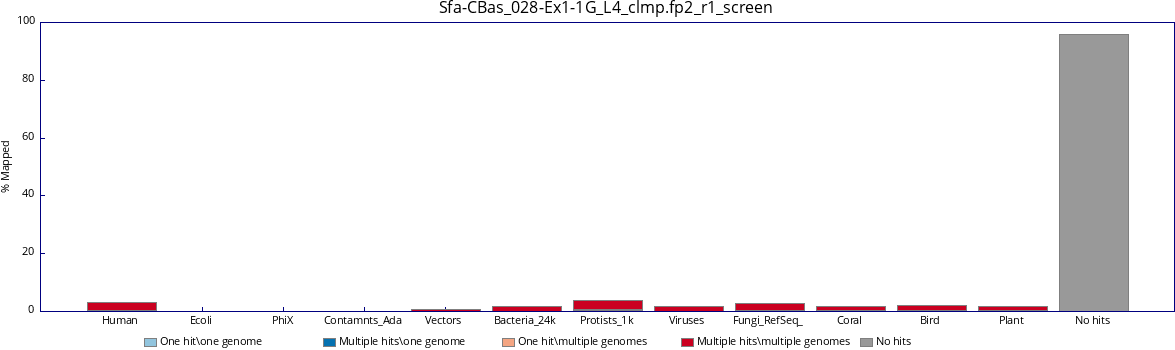 Sfa-CBas_028-Ex1-1G_L4_clmp.fp2_r1_screen
100
80
60
40
20
0
% Mapped
Human Ecoli PhiX Contamnts_Ada Vectors Bacteria_24k Protists_1k Viruses Fungi_RefSeq_ Coral Bird Plant No hits
One hit\one genome Multiple hits\one genome One hit\multiple genomes Multiple hits\multiple genomes No hits